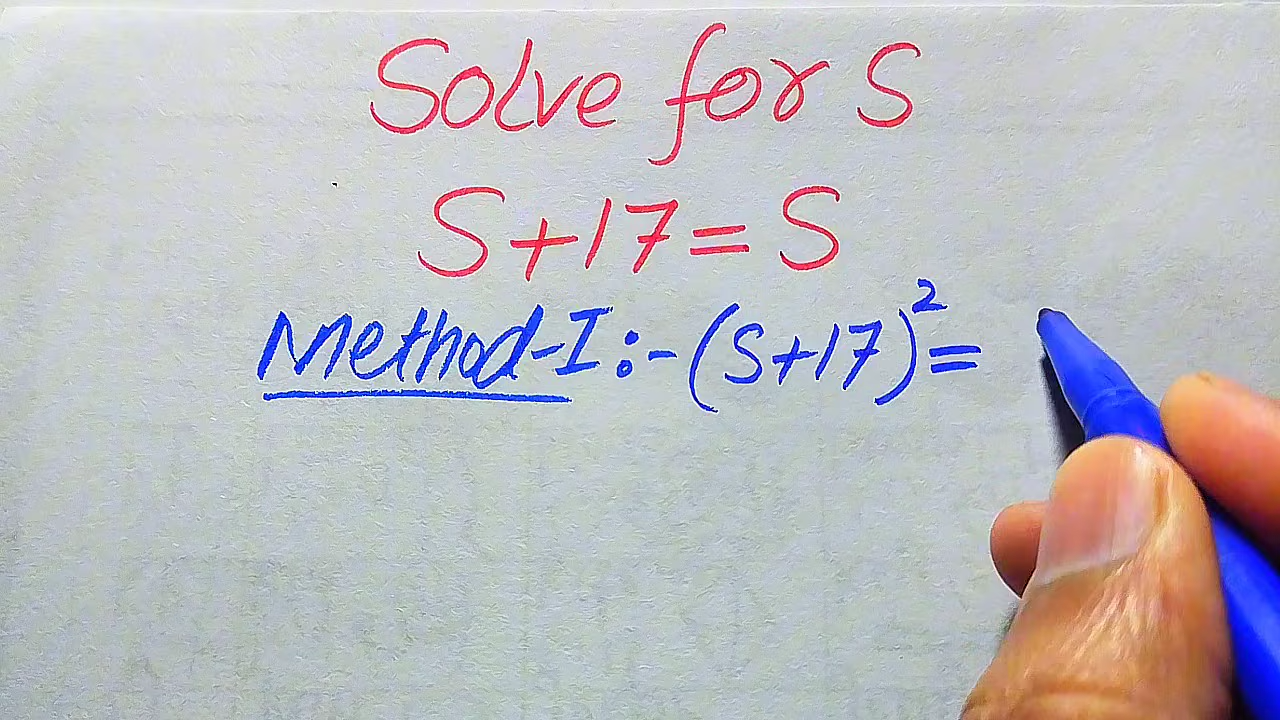 Solve for S
S+17=S
Method-I:- (S+17)²=